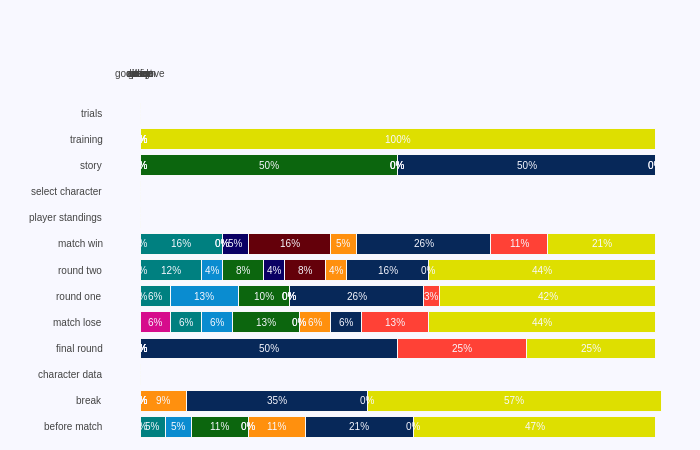 trials
training 100%
story 50% 0% 50%
select character
player standings
match win 16% 0% 5% 16% 5% 26% 11% 21%
round two 12% 4% 8% 4% 8% 4% 16% 0% 44%
round one 6% 13% 10% 0% 26% 3% 42%
match lose 6% 6% 6% 13% 0% 6% 6% 13% 44%
final round 50% 25% 25%
character data
break 9% 35% 0% 57%
before match 5% 5% 11% 0% 11% 21% 0% 47%